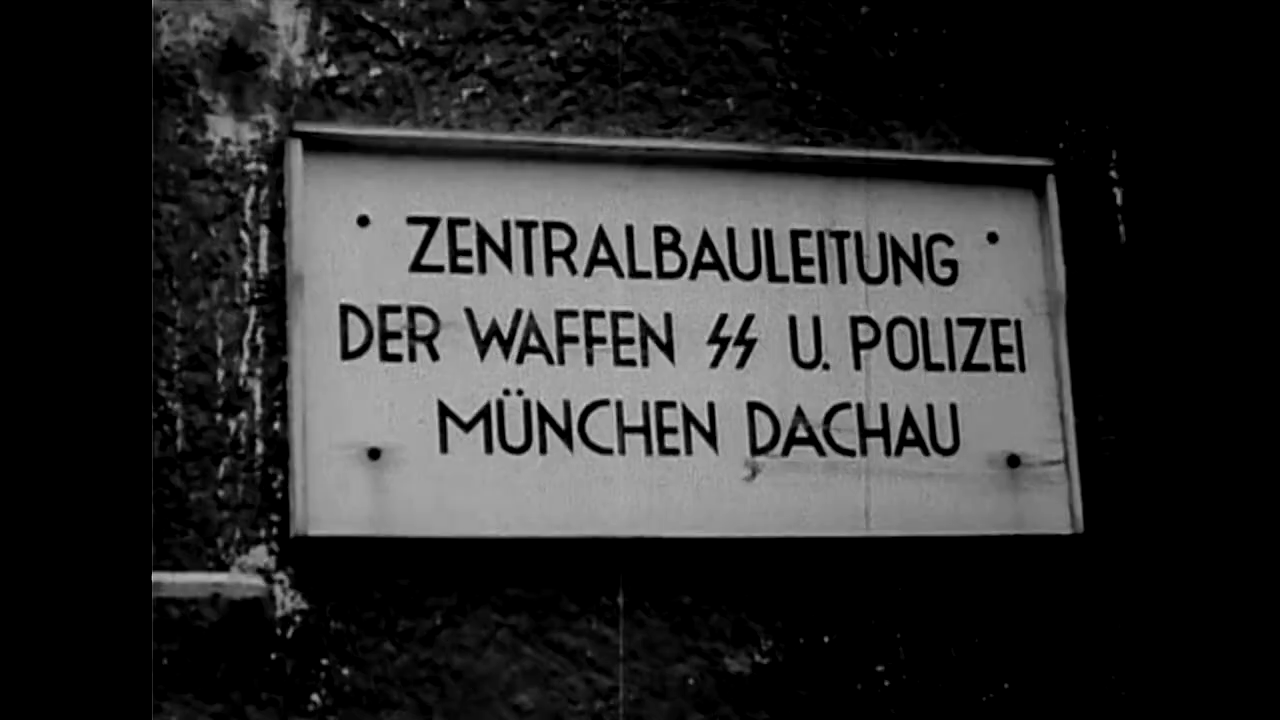 ZENTRALBAULEITUNG
DER WAFFEN ᛋᛋ U. POLIZEI
MÜNCHEN DACHAU